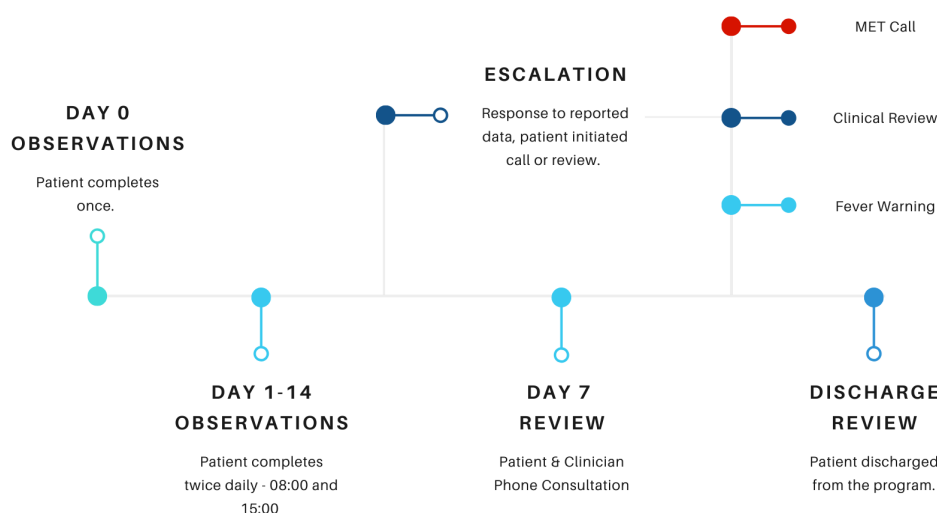 MET Call
ESCALATION
Response to reported
data, patient initiated
call or review.
Clinical Review
Fever Warning
DAY 0
OBSERVATIONS
Patient completes
once.
DAY 1-14
OBSERVATIONS
Patient completes
twice daily - 08:00 and
15:00
DAY 7
REVIEW
Patient & Clinician
Phone Consultation
DISCHARGE
REVIEW
Patient discharged
from the program.